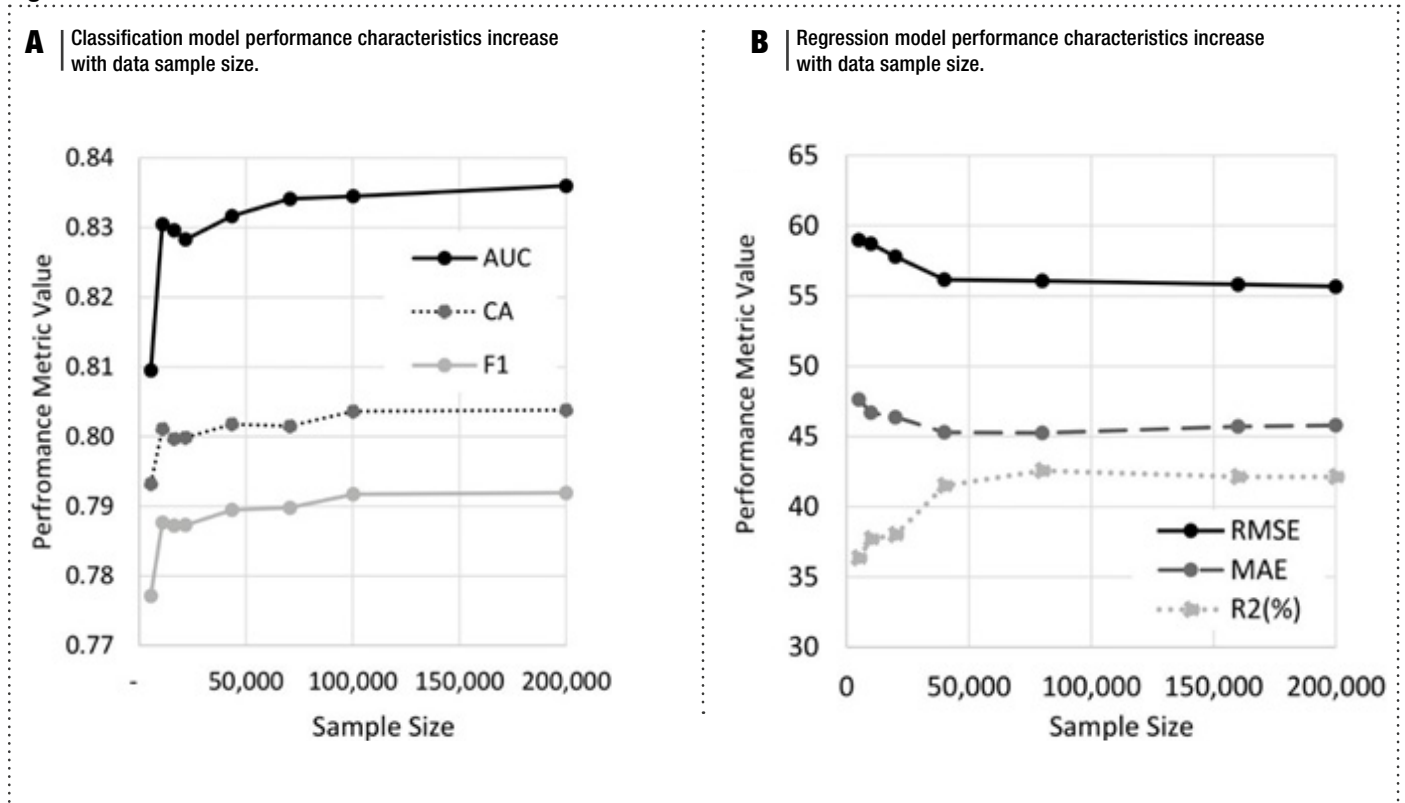 A
Classification model performance characteristics increase
with data sample size.
0.84
0.83
0.82
0.81
0.80
0.79
0.78
0.77
Perfromance Metric Value
AUC
CA
F1
-
50,000
100,000
150,000
200,000
Sample Size
B
Regression model performance characteristics increase
with data sample size.
65
60
55
50
45
40
35
30
Performance Metric Value
RMSE
MAE
R2(%)
0
50,000
100,000
150,000
200,000
Sample Size